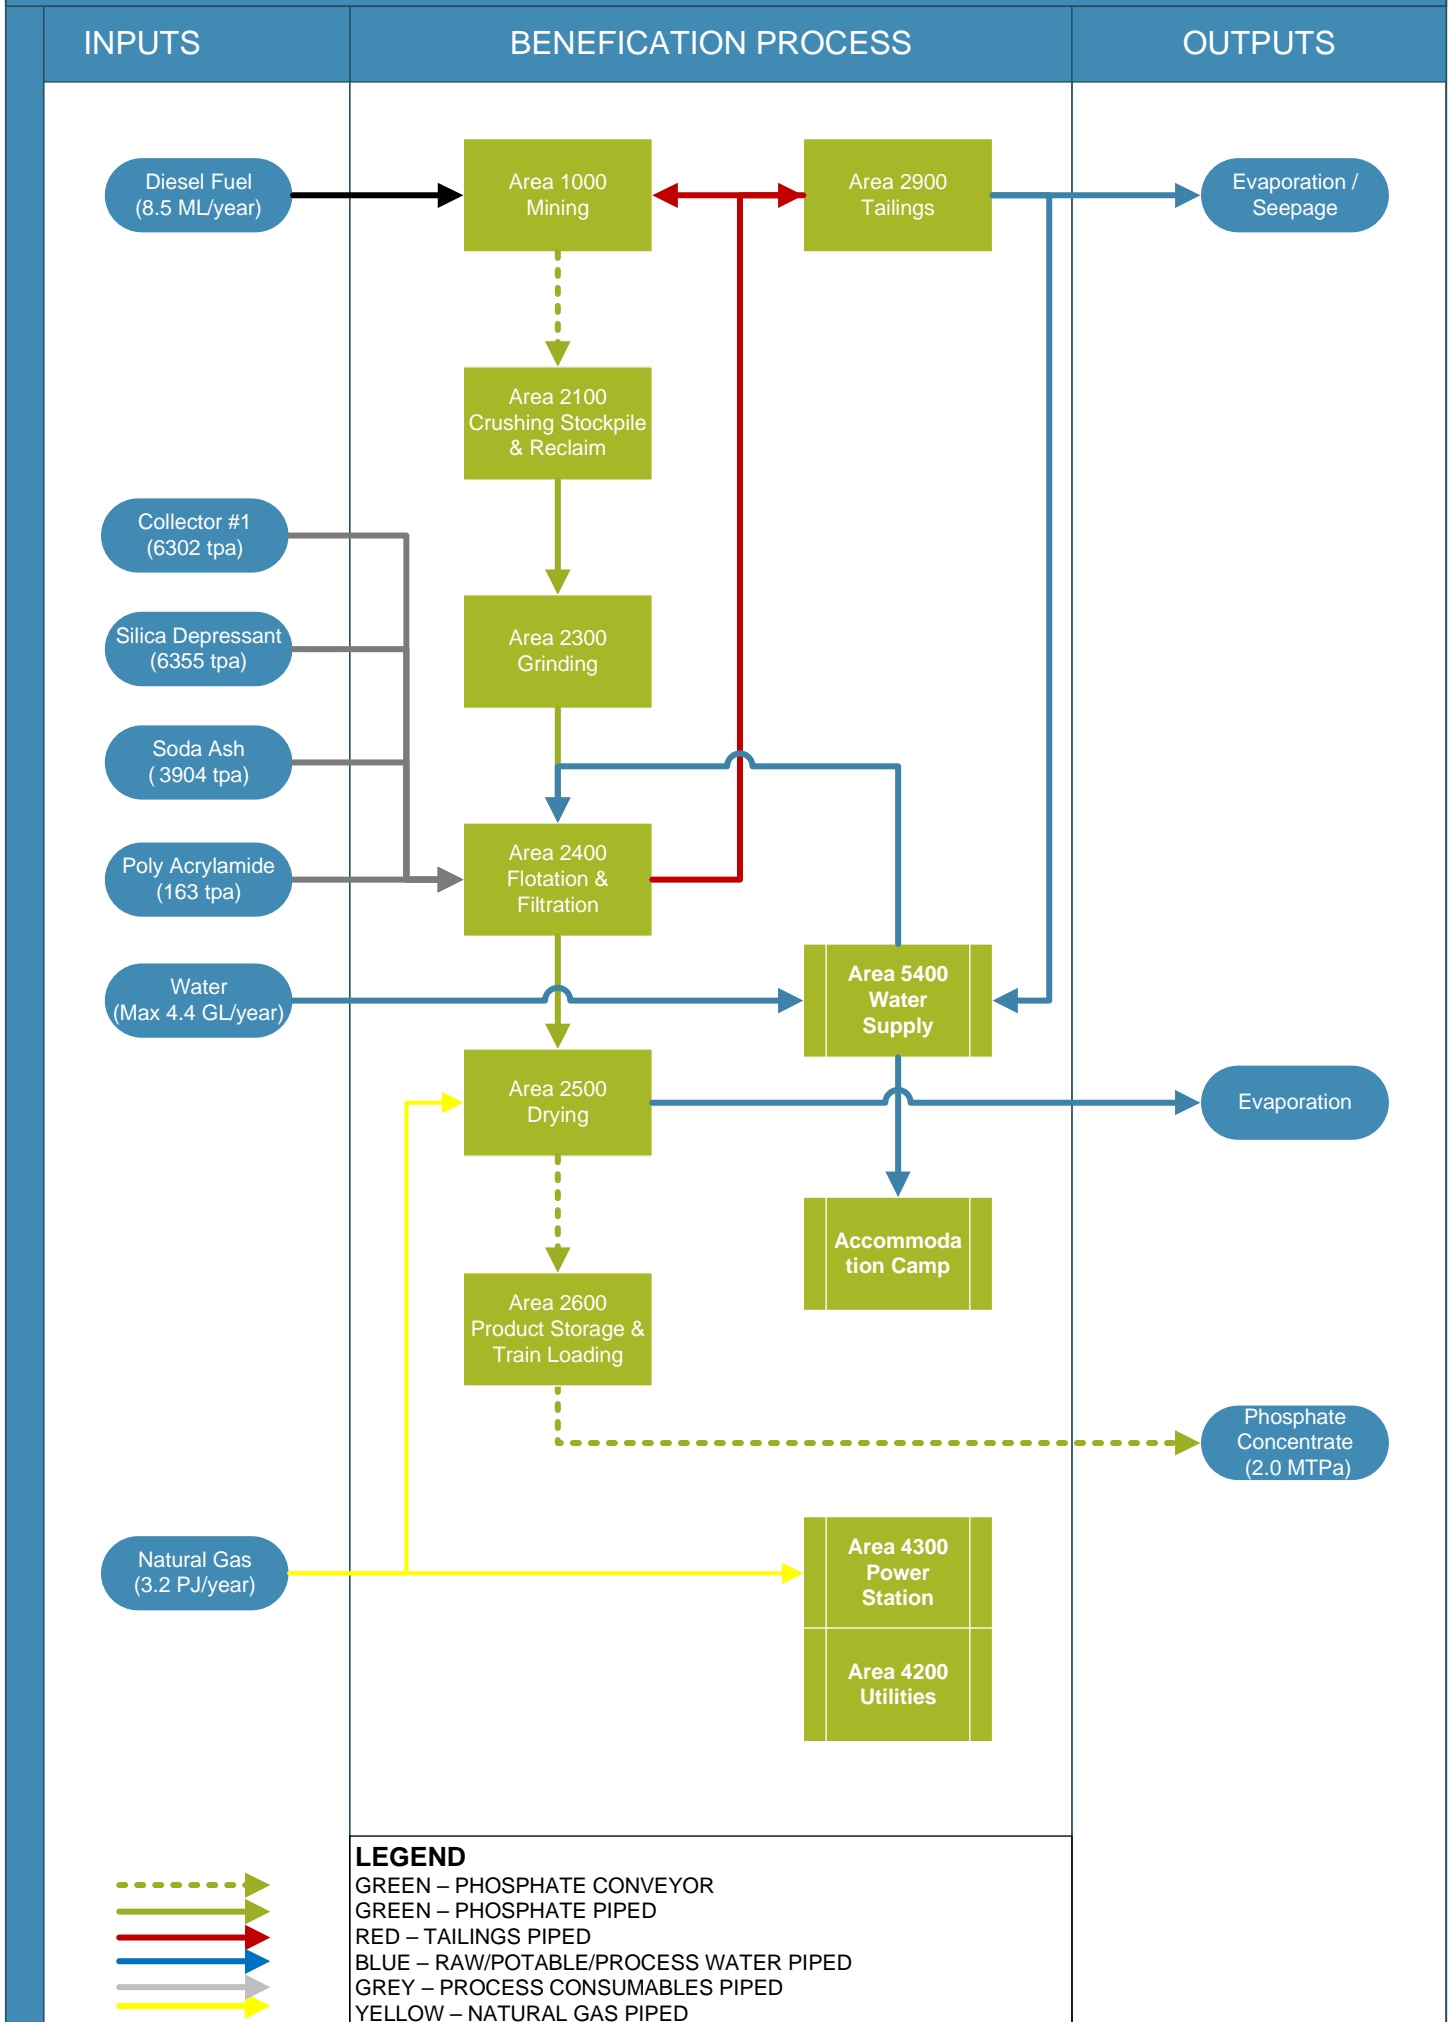 INPUTS
BENEFICATION PROCESS
OUTPUTS
Diesel Fuel
(8.5 ML/year)
Area 1000
Mining
Area 2900
Tailings
Evaporation /
Seepage
Area 2100
Crushing Stockpile
& Reclaim
Collector #1
(6302 tpa)
Silica Depressant
(6355 tpa)
Area 2300
Grinding
Soda Ash
( 3904 tpa)
Poly Acrylamide
(163 tpa)
Area 2400
Flotation &
Filtration
Water
(Max 4.4 GL/year)
Area 5400
Water
Supply
Area 2500
Drying
Evaporation
Accommoda
tion Camp
Area 2600
Product Storage &
Train Loading
Phosphate
Concentrate
(2.0 MTPa)
Natural Gas
(3.2 PJ/year)
Area 4300
Power
Station
Area 4200
Utilities
LEGEND
GREEN – PHOSPHATE CONVEYOR
GREEN – PHOSPHATE PIPED
RED – TAILINGS PIPED
BLUE – RAW/POTABLE/PROCESS WATER PIPED
GREY – PROCESS CONSUMABLES PIPED
YELLOW – NATURAL GAS PIPED